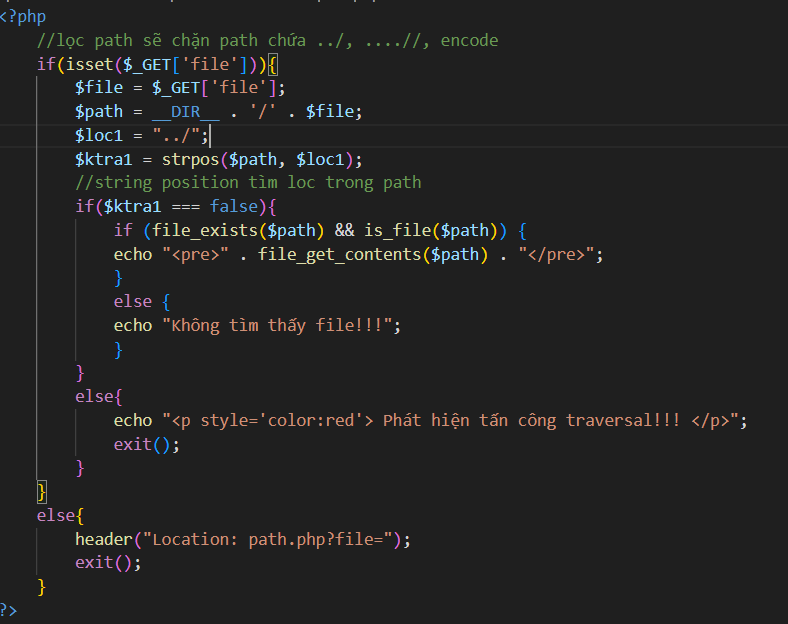 <?php
//lọc path sẽ chặn path chứa ../, ....//, encode
if(isset($_GET['file'])){
$file = $_GET['file'];
$path = __DIR__ . '/' . $file;
$loc1 = "../";
$ktra1 = strpos($path, $loc1);
//string position tìm loc trong path
if($ktra1 === false){
if (file_exists($path) && is_file($path)) {
echo "<pre>" . file_get_contents($path) . "</pre>";
}
else {
echo "Không tìm thấy file!!!";
}
}
else{
echo "<p style='color:red'> Phát hiện tấn công traversal!!! </p>";
exit();
}
}
else{
header("Location: path.php?file=");
exit();
}
?>